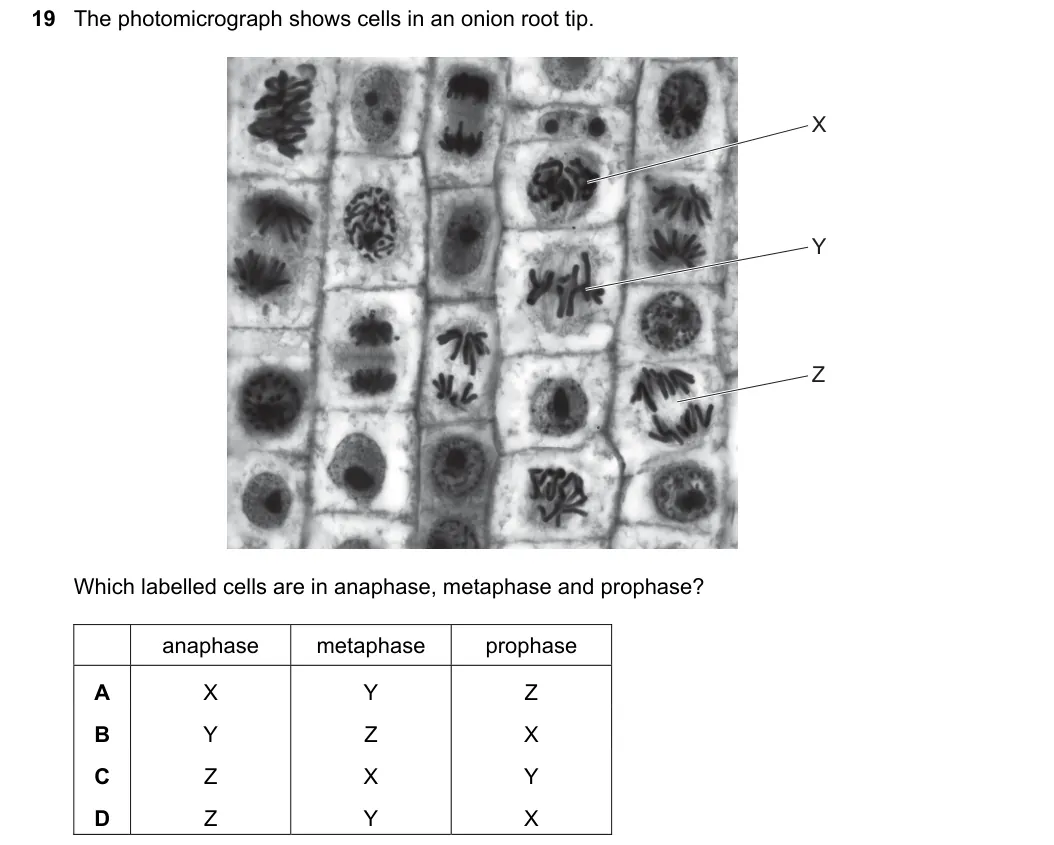 19 The photomicrograph shows cells in an onion root tip.
X
Y
Z
Which labelled cells are in anaphase, metaphase and prophase?
anaphase metaphase prophase
A X Y Z
B Y Z X
C Z X Y
D Z Y X